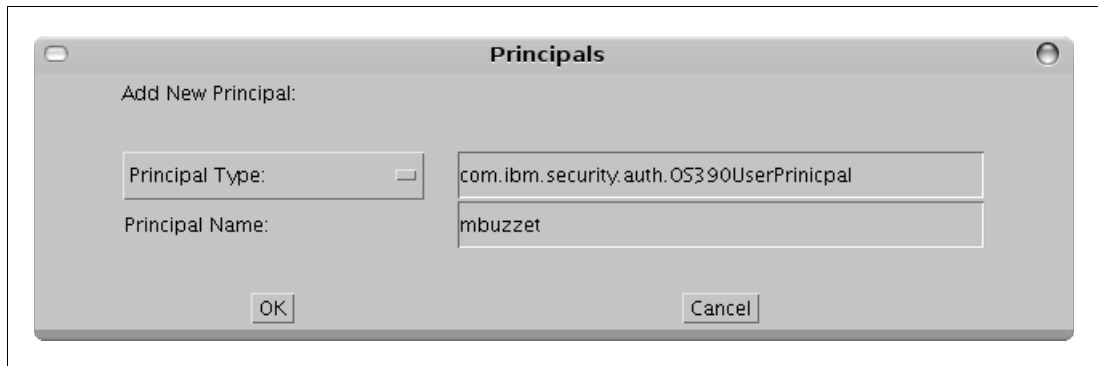 Principals
Add New Principal:
Principal Type: com.ibm.security.auth.OS390UserPrinicpal
Principal Name: mbuzzet
OK Cancel